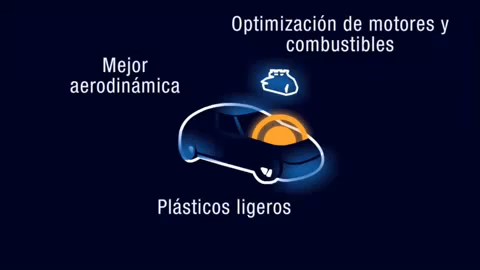 Optimización de motores y
combustibles
Mejor
aerodinámica
Plásticos ligeros